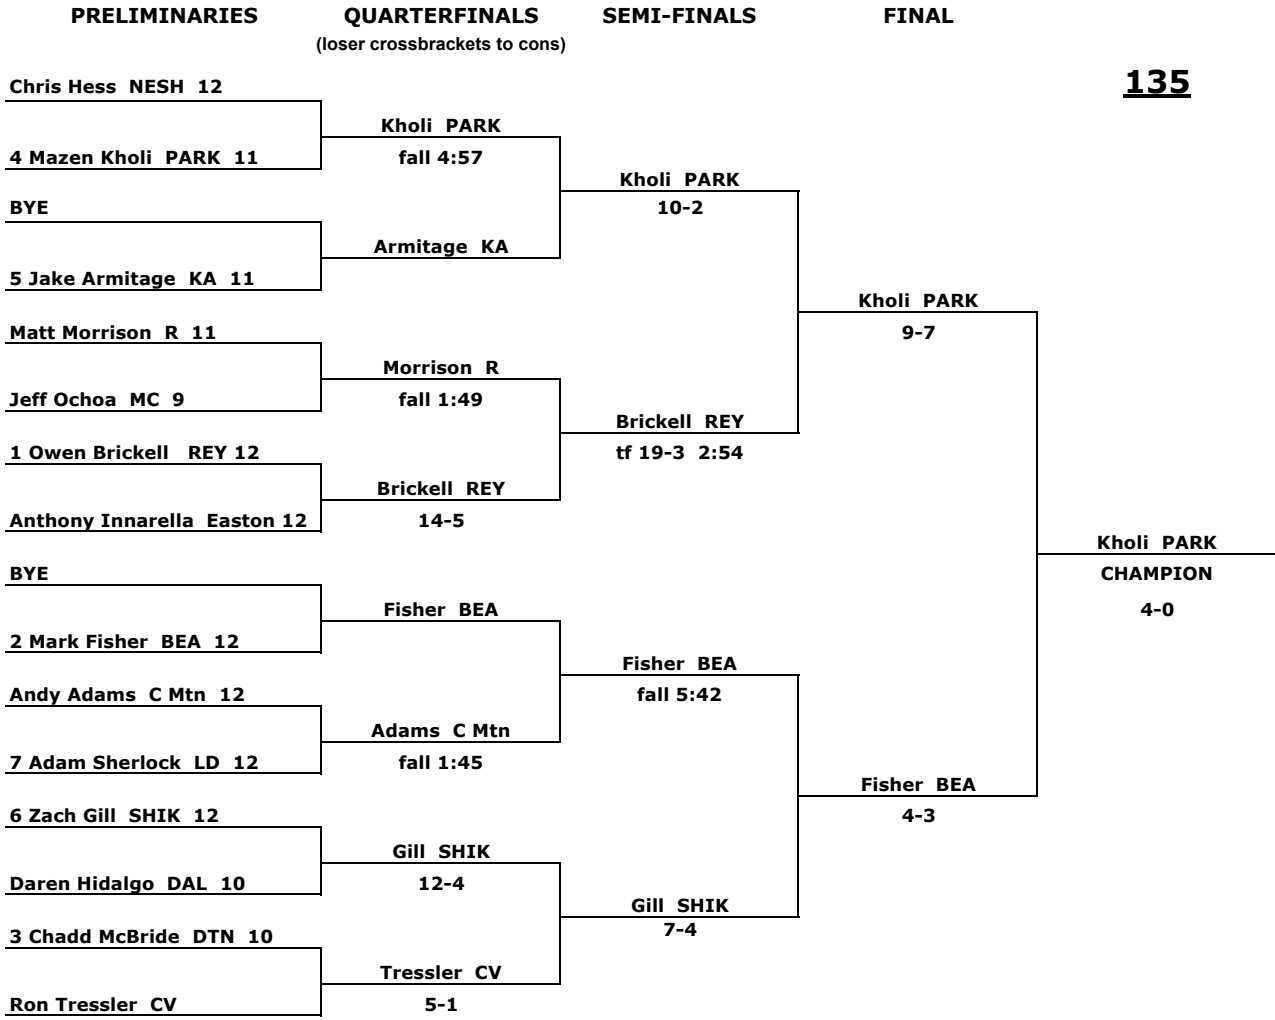 PRELIMINARIES QUARTERFINALS SEMI-FINALS FINAL
(loser crossbrackets to cons)
135
Chris Hess NESH 12
Kholi PARK
4 Mazen Kholi PARK 11
fall 4:57
Kholi PARK
10-2
BYE
Armitage KA
5 Jake Armitage KA 11
Kholi PARK
9-7
Matt Morrison R 11
Morrison R
Jeff Ochoa MC 9
fall 1:49
Brickell REY
tf 19-3 2:54
1 Owen Brickell REY 12
Brickell REY
Anthony Innarella Easton 12
14-5
Kholi PARK
CHAMPION
4-0
BYE
Fisher BEA
2 Mark Fisher BEA 12
Fisher BEA
fall 5:42
Andy Adams C Mtn 12
Adams C Mtn
7 Adam Sherlock LD 12
fall 1:45
Fisher BEA
4-3
6 Zach Gill SHIK 12
Gill SHIK
Daren Hidalgo DAL 10
12-4
Gill SHIK
7-4
3 Chadd McBride DTN 10
Tressler CV
Ron Tressler CV
5-1